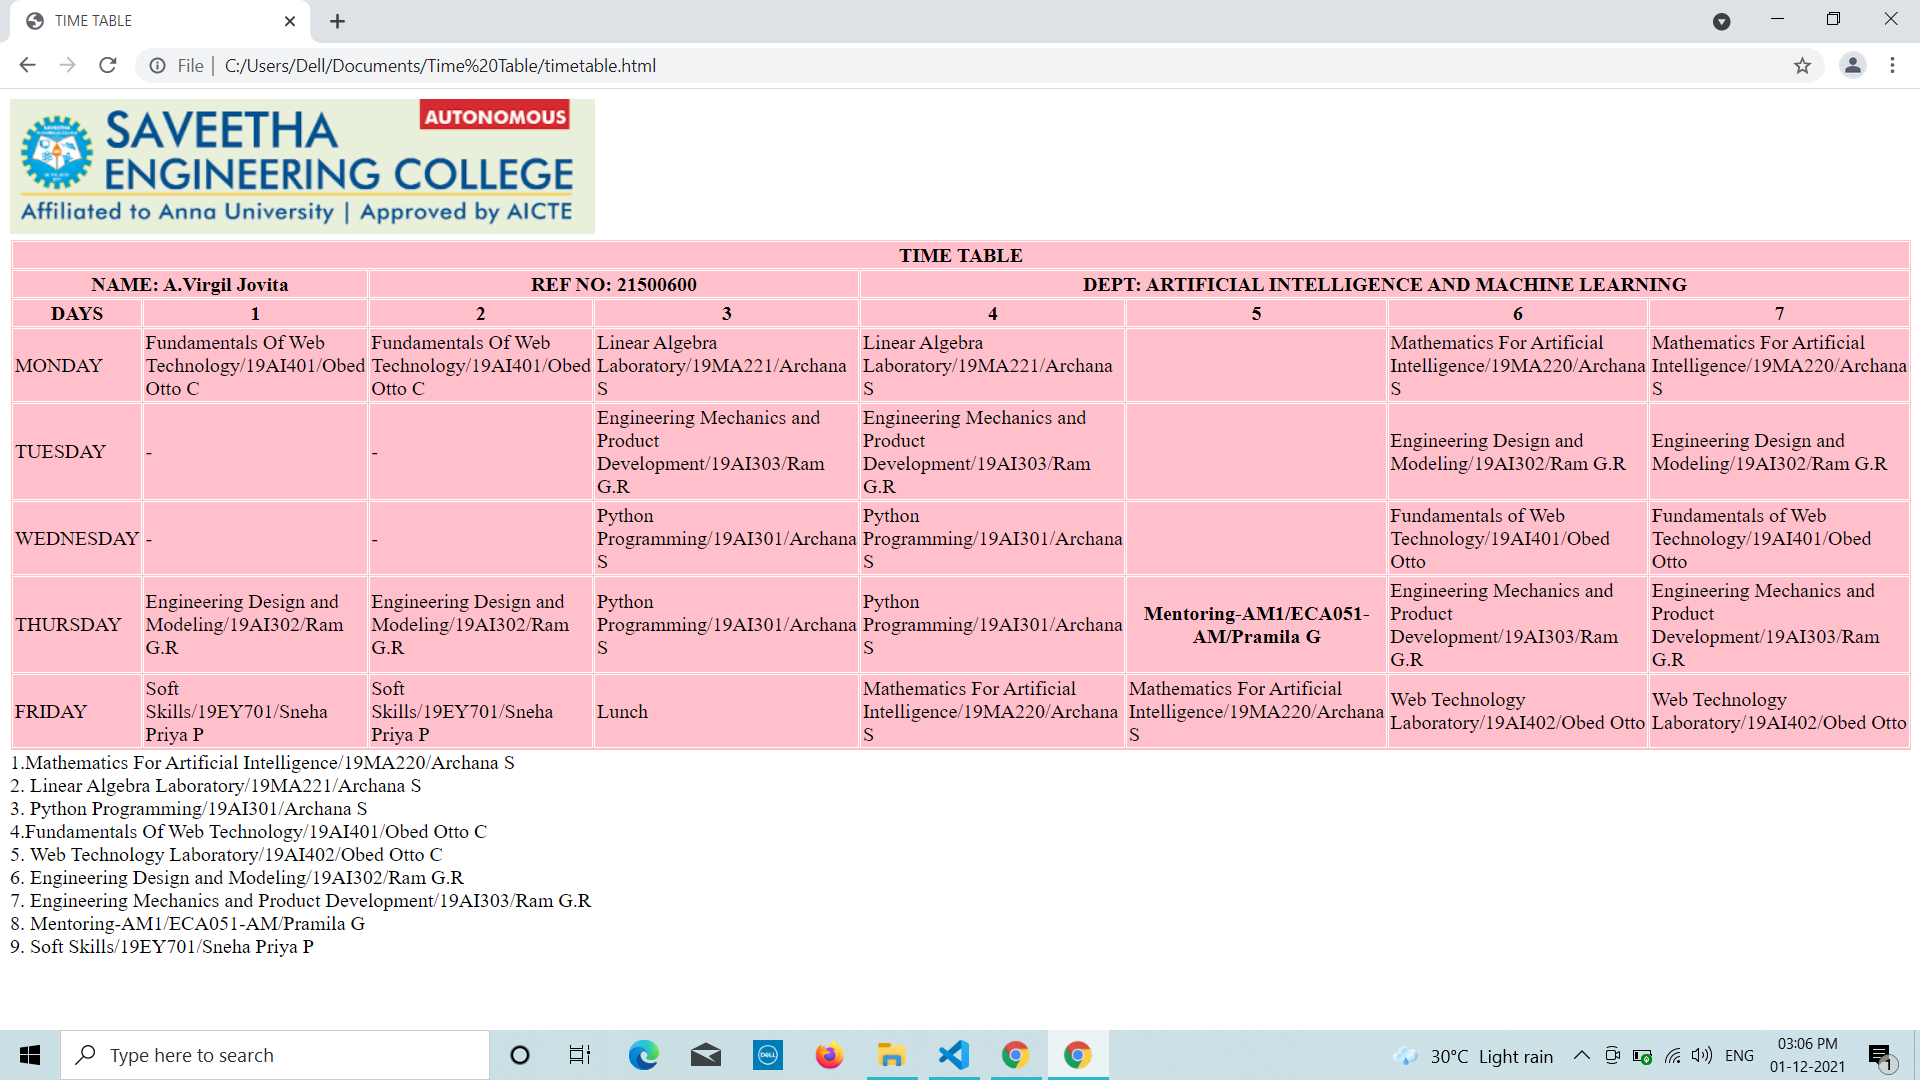 TIME TABLE
File | C:/Users/Dell/Documents/Time%20Table/timetable.html
AUTONOMOUS
SAVEETHA
ENGINEERING COLLEGE
Affiliated to Anna University | Approved by AICTE
TIME TABLE
NAME: A.Virgil Jovita REF NO: 21500600 DEPT: ARTIFICIAL INTELLIGENCE AND MACHINE LEARNING
DAYS 1 2 3 4 5 6 7
Fundamentals Of Web Fundamentals Of Web Linear Algebra Linear Algebra Mathematics For Artificial Mathematics For Artificial
MONDAY Technology/19AI401/Obed Technology/19AI401/Obed Laboratory/19MA221/Archana Laboratory/19MA221/Archana Intelligence/19MA220/Archana Intelligence/19MA220/Archana
Otto C Otto C S S S S
Engineering Mechanics and Engineering Mechanics and
Product Product Engineering Design and Engineering Design and
TUESDAY - - Development/19AI303/Ram Development/19AI303/Ram Modeling/19AI302/Ram G.R Modeling/19AI302/Ram G.R
G.R G.R
Python Python Fundamentals of Web Fundamentals of Web
WEDNESDAY - - Programming/19AI301/Archana Programming/19AI301/Archana Technology/19AI401/Obed Technology/19AI401/Obed
S S Otto Otto
Engineering Mechanics and Engineering Mechanics and
Engineering Design and Engineering Design and Python Python Mentoring-AM1/ECA051- Product Product
THURSDAY Modeling/19AI302/Ram Modeling/19AI302/Ram Programming/19AI301/Archana Programming/19AI301/Archana AM/Pramila G Development/19AI303/Ram Development/19AI303/Ram
G.R G.R S S G.R G.R
Soft Soft Mathematics For Artificial Mathematics For Artificial Web Technology Web Technology
FRIDAY Skills/19EY701/Sneha Skills/19EY701/Sneha Lunch Intelligence/19MA220/Archana Intelligence/19MA220/Archana Laboratory/19AI402/Obed Otto Laboratory/19AI402/Obed Otto
Priya P Priya P S S
1.Mathematics For Artificial Intelligence/19MA220/Archana S
2. Linear Algebra Laboratory/19MA221/Archana S
3. Python Programming/19AI301/Archana S
4.Fundamentals Of Web Technology/19AI401/Obed Otto C
5. Web Technology Laboratory/19AI402/Obed Otto C
6. Engineering Design and Modeling/19AI302/Ram G.R
7. Engineering Mechanics and Product Development/19AI303/Ram G.R
8. Mentoring-AM1/ECA051-AM/Pramila G
9. Soft Skills/19EY701/Sneha Priya P
Type here to search
DELL
30°C Light rain
ENG
03:06 PM
01-12-2021
1